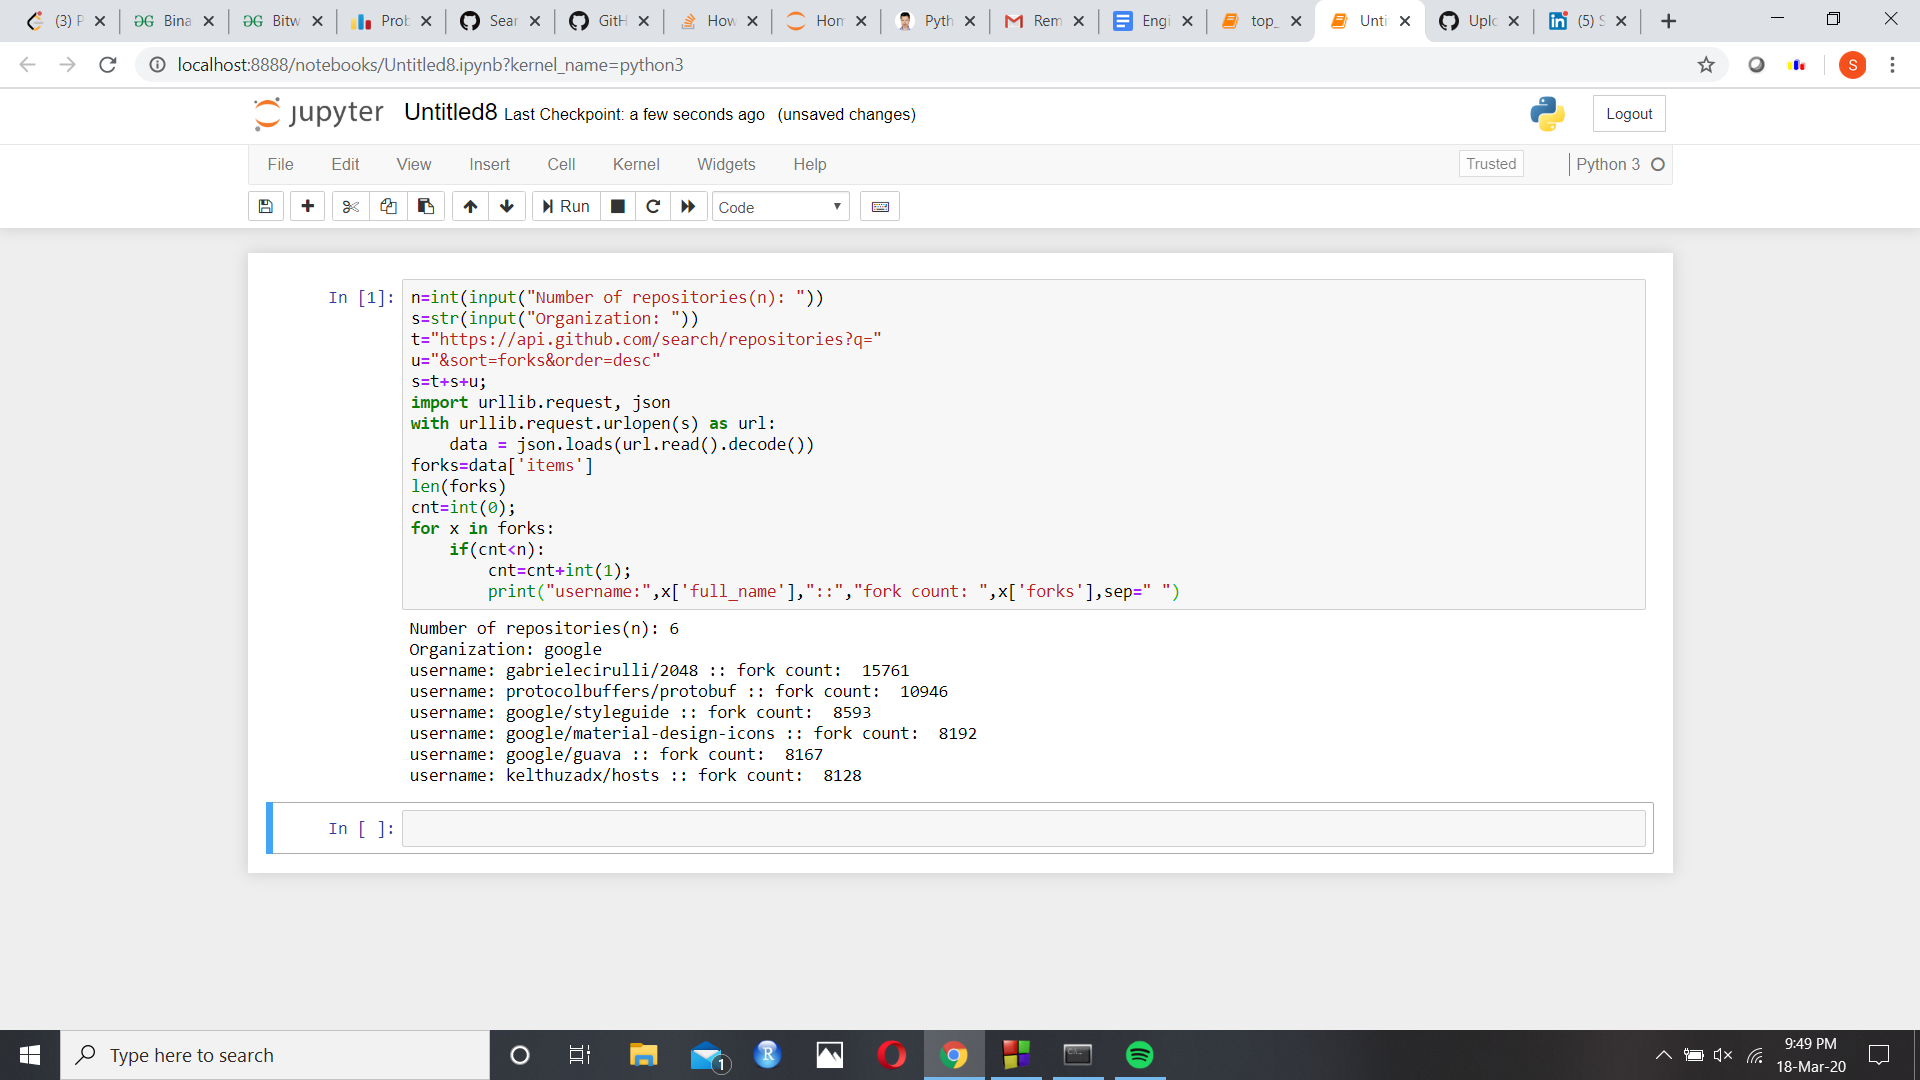 (3) P
Bina
Bitw
Prob
Sear
GitH
How
Hom
Pyth
Rem
Engi
top_
Unti
Uplo
(5) S
localhost:8888/notebooks/Untitled8.ipynb?kernel_name=python3
S
jupyter Untitled8 Last Checkpoint: a few seconds ago (unsaved changes)
Logout
File Edit View Insert Cell Kernel Widgets Help
Trusted
Python 3
Run
Code
In [1]:
n=int(input("Number of repositories(n): "))
s=str(input("Organization: "))
t="https://api.github.com/search/repositories?q="
u="&sort=forks&order=desc"
s=t+s+u;
import urllib.request, json
with urllib.request.urlopen(s) as url:
    data = json.loads(url.read().decode())
forks=data['items']
len(forks)
cnt=int(0);
for x in forks:
    if(cnt<n):
        cnt=cnt+int(1);
        print("username:",x['full_name'],"::","fork count: ",x['forks'],sep=" ")
Number of repositories(n): 6
Organization: google
username: gabrielecirulli/2048 :: fork count:  15761
username: protocolbuffers/protobuf :: fork count:  10946
username: google/styleguide :: fork count:  8593
username: google/material-design-icons :: fork count:  8192
username: google/guava :: fork count:  8167
username: kelthuzadx/hosts :: fork count:  8128
In [ ]:
Type here to search
1
R
9:49 PM
18-Mar-20